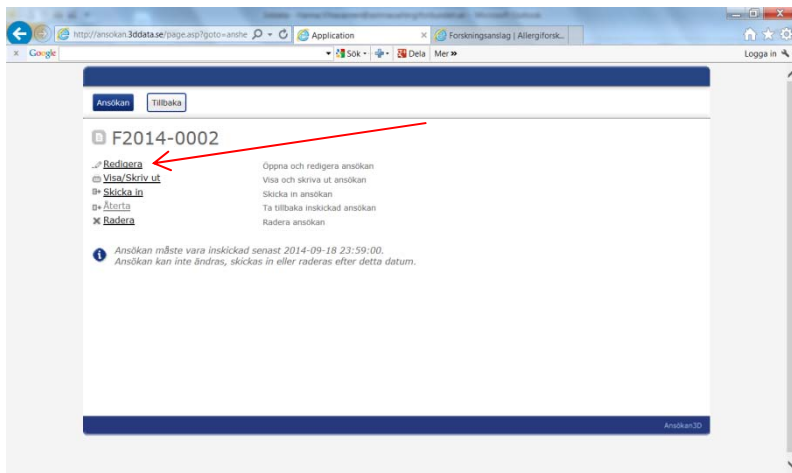 http://ansokan.3ddata.se/page.asp?goto=anshe
Application
Forskningsanslag | Allergiforsk...
x Google
Sök
Dela
Mer »
Logga in
Ansökan
Tillbaka
F2014-0002
Redigera Öppna och redigera ansökan
Visa/Skriv ut Visa och skriva ut ansökan
Skicka in Skicka in ansökan
Återta Ta tillbaka inskickad ansökan
Radera Radera ansökan
Ansökan måste vara inskickad senast 2014-09-18 23:59:00.
Ansökan kan inte ändras, skickas in eller raderas efter detta datum.
Ansökan3D